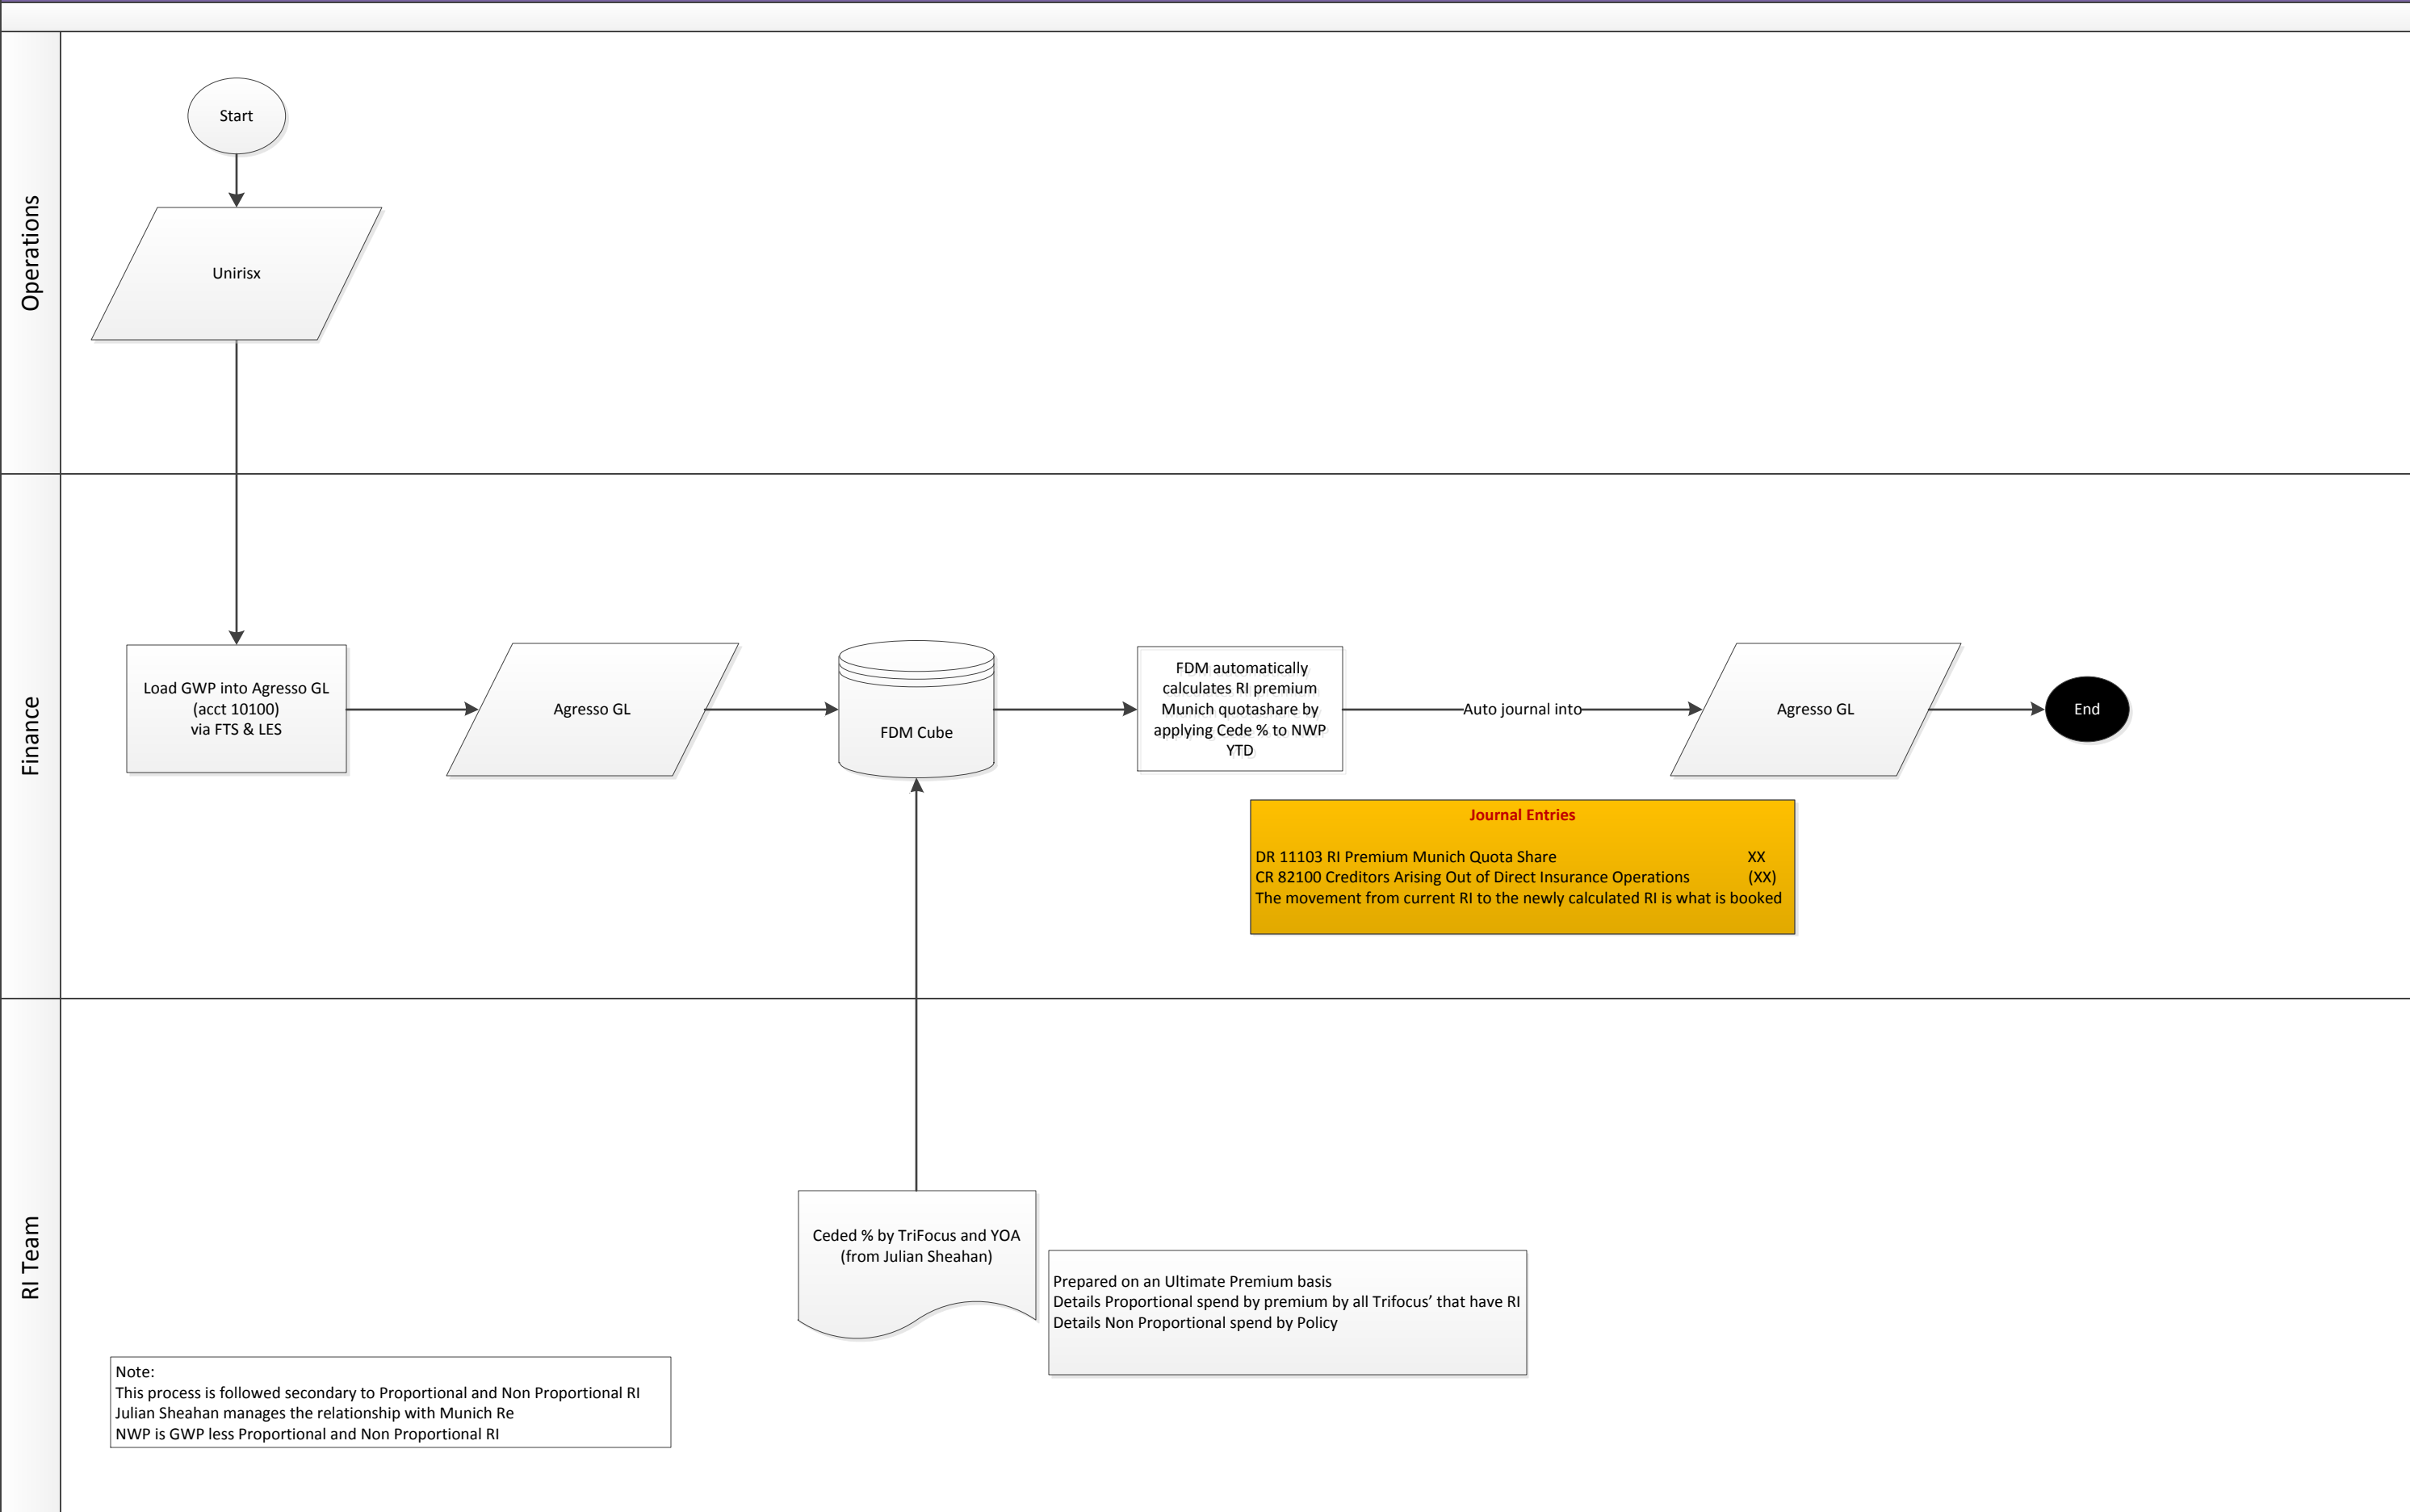 Operations
Start
Unirisx
Finance
Load GWP into Agresso GL
(acct 10100)
via FTS & LES
Agresso GL
FDM Cube
FDM automatically
calculates RI premium
Munich quotashare by
applying Cede % to NWP
YTD
Auto journal into
Agresso GL
End
Journal Entries
DR 11103 RI Premium Munich Quota Share XX
CR 82100 Creditors Arising Out of Direct Insurance Operations (XX)
The movement from current RI to the newly calculated RI is what is booked
RI Team
Ceded % by TriFocus and YOA
(from Julian Sheahan)
Prepared on an Ultimate Premium basis
Details Proportional spend by premium by all Trifocus’ that have RI
Details Non Proportional spend by Policy
Note:
This process is followed secondary to Proportional and Non Proportional RI
Julian Sheahan manages the relationship with Munich Re
NWP is GWP less Proportional and Non Proportional RI